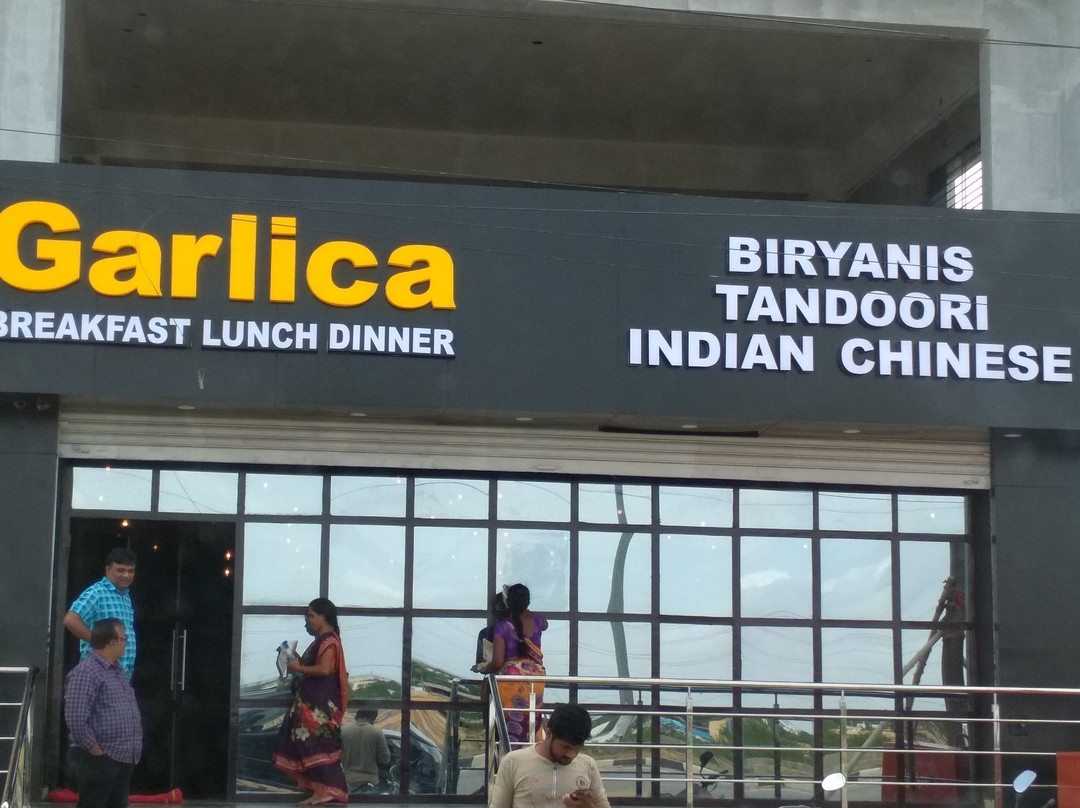 Garlica
BREAKFAST LUNCH DINNER
BIRYANIS
TANDOORI
INDIAN CHINESE